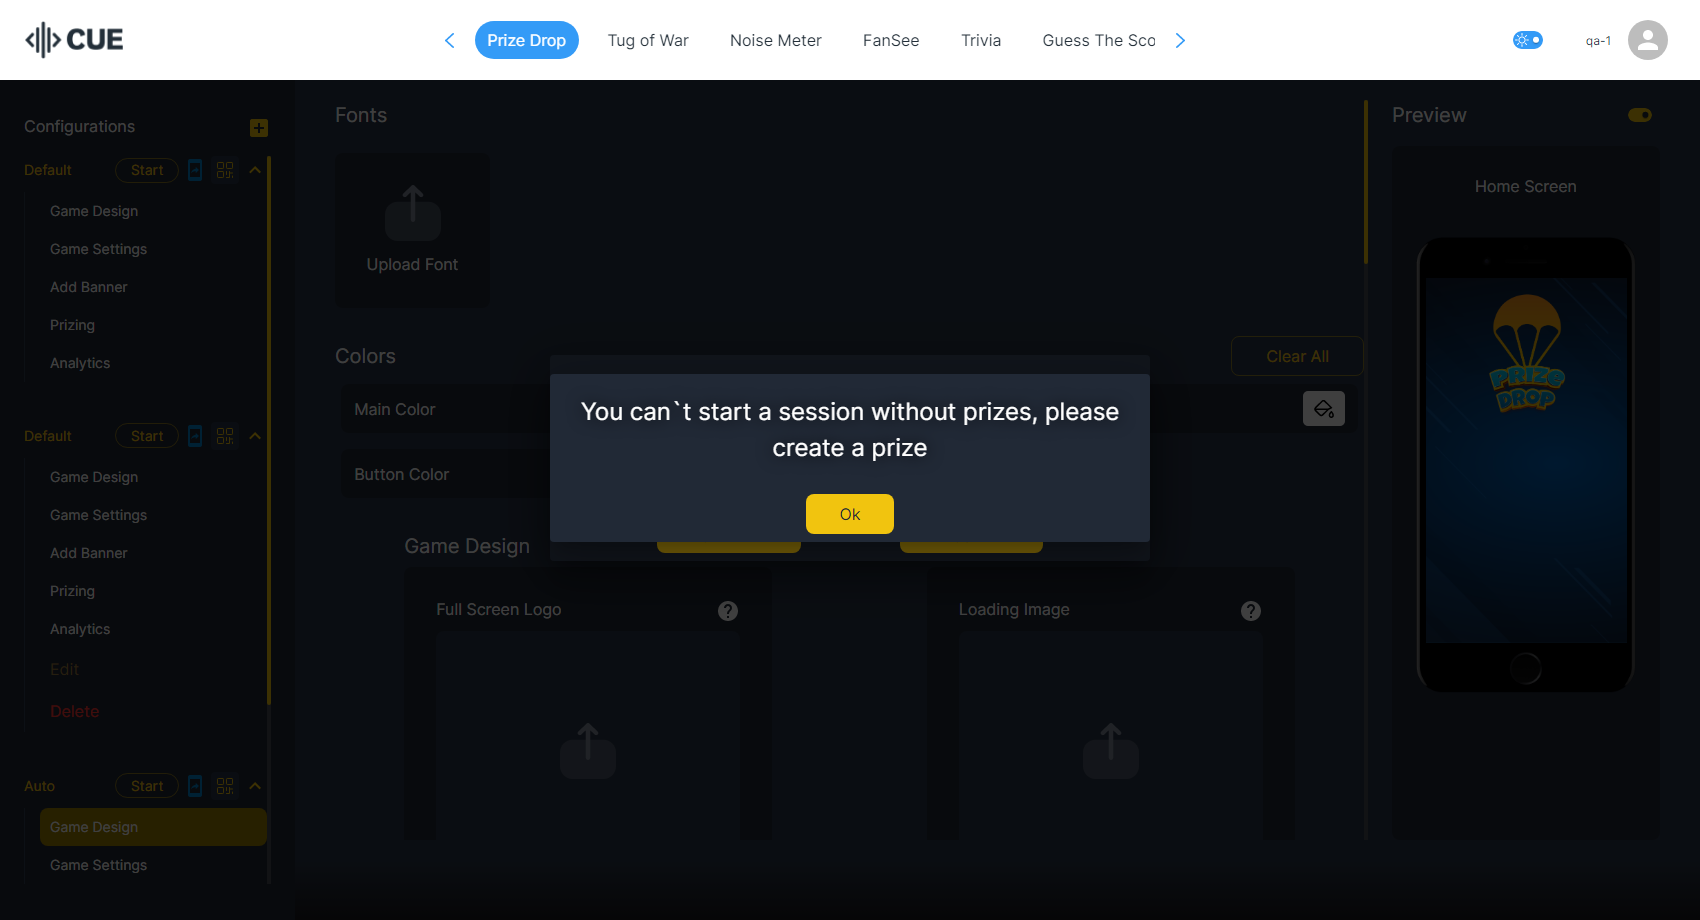 CUE
Prize Drop
Tug of War
Noise Meter
FanSee
Trivia
Guess The Sco
qa-1
Configurations
Default
Start
Game Design
Game Settings
Add Banner
Prizing
Analytics
Default
Start
Game Design
Game Settings
Add Banner
Prizing
Analytics
Edit
Delete
Auto
Start
Game Design
Game Settings
Fonts
Upload Font
Colors
Clear All
Main Color
Button Color
You can`t start a session without prizes, please
create a prize
Ok
Game Design
Full Screen Logo
?
Loading Image
?
Preview
Home Screen
PRIZE
DROP